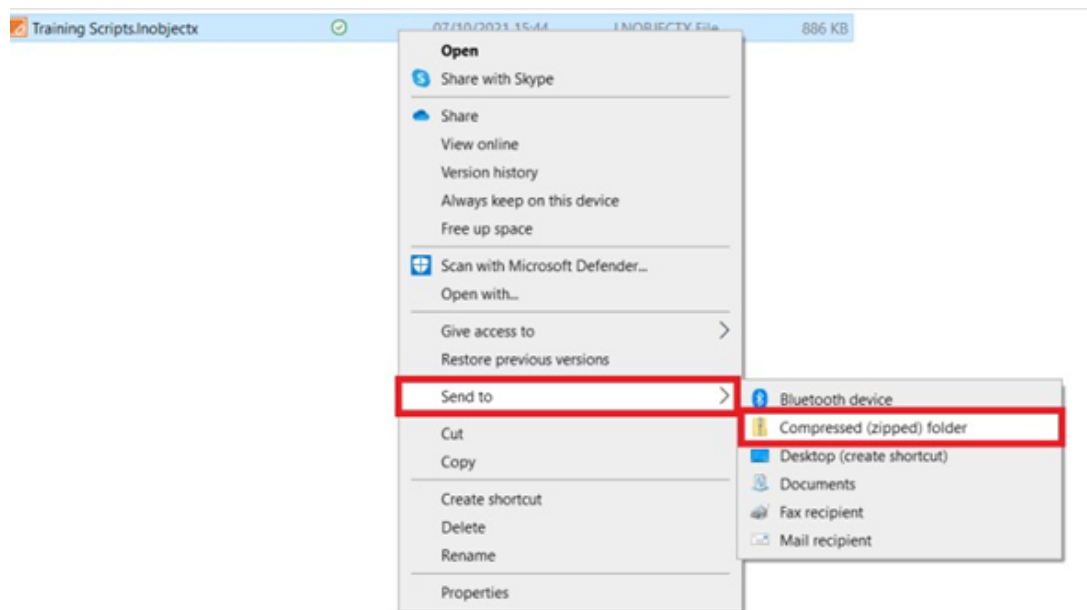 Training Scripts.lnobjectx 07/10/2021 15:44 LNOBJECTX File 886 KB
Open
Share with Skype
Share
View online
Version history
Always keep on this device
Free up space
Scan with Microsoft Defender...
Open with...
Give access to
Restore previous versions
Send to
Bluetooth device
Compressed (zipped) folder
Desktop (create shortcut)
Documents
Fax recipient
Mail recipient
Cut
Copy
Create shortcut
Delete
Rename
Properties